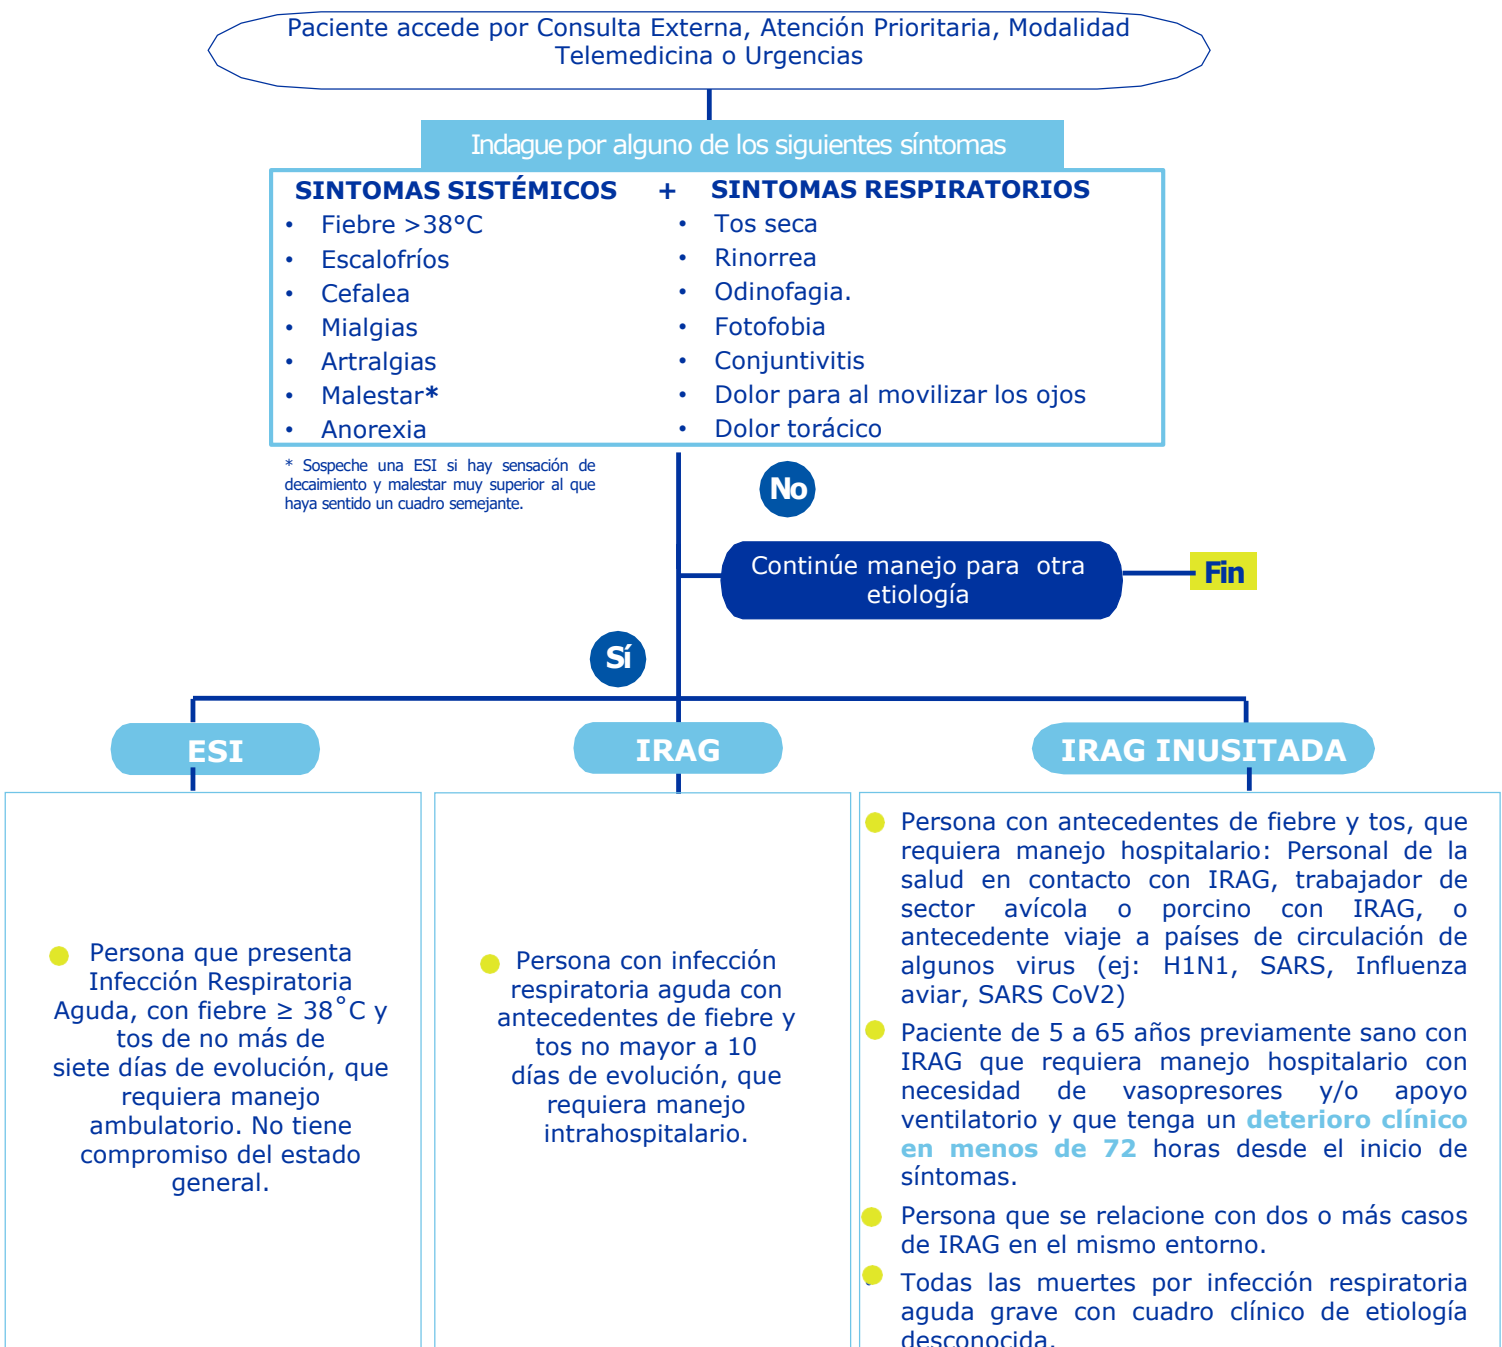 Paciente accede por Consulta Externa, Atención Prioritaria, Modalidad
Telemedicina o Urgencias
Indague por alguno de los siguientes síntomas
SINTOMAS SISTÉMICOS + SINTOMAS RESPIRATORIOS
• Fiebre >38°C
• Escalofríos
• Cefalea
• Mialgias
• Artralgias
• Malestar*
• Anorexia
• Tos seca
• Rinorrea
• Odinofagia.
• Fotofobia
• Conjuntivitis
• Dolor para al movilizar los ojos
• Dolor torácico
* Sospeche una ESI si hay sensación de
decaimiento y malestar muy superior al que
haya sentido un cuadro semejante.
No
Continúe manejo para otra
etiología
Fin
Sí
ESI
Persona que presenta
Infección Respiratoria
Aguda, con fiebre ≥ 38˚C y
tos de no más de
siete días de evolución, que
requiera manejo
ambulatorio. No tiene
compromiso del estado
general.
IRAG
Persona con infección
respiratoria aguda con
antecedentes de fiebre y
tos no mayor a 10
días de evolución, que
requiera manejo
intrahospitalario.
IRAG INUSITADA
Persona con antecedentes de fiebre y tos, que
requiera manejo hospitalario: Personal de la
salud en contacto con IRAG, trabajador de
sector avícola o porcino con IRAG, o
antecedente viaje a países de circulación de
algunos virus (ej: H1N1, SARS, Influenza
aviar, SARS CoV2)
Paciente de 5 a 65 años previamente sano con
IRAG que requiera manejo hospitalario con
necesidad de vasopresores y/o apoyo
ventilatorio y que tenga un deterioro clínico
en menos de 72 horas desde el inicio de
síntomas.
Persona que se relacione con dos o más casos
de IRAG en el mismo entorno.
Todas las muertes por infección respiratoria
aguda grave con cuadro clínico de etiología
desconocida.